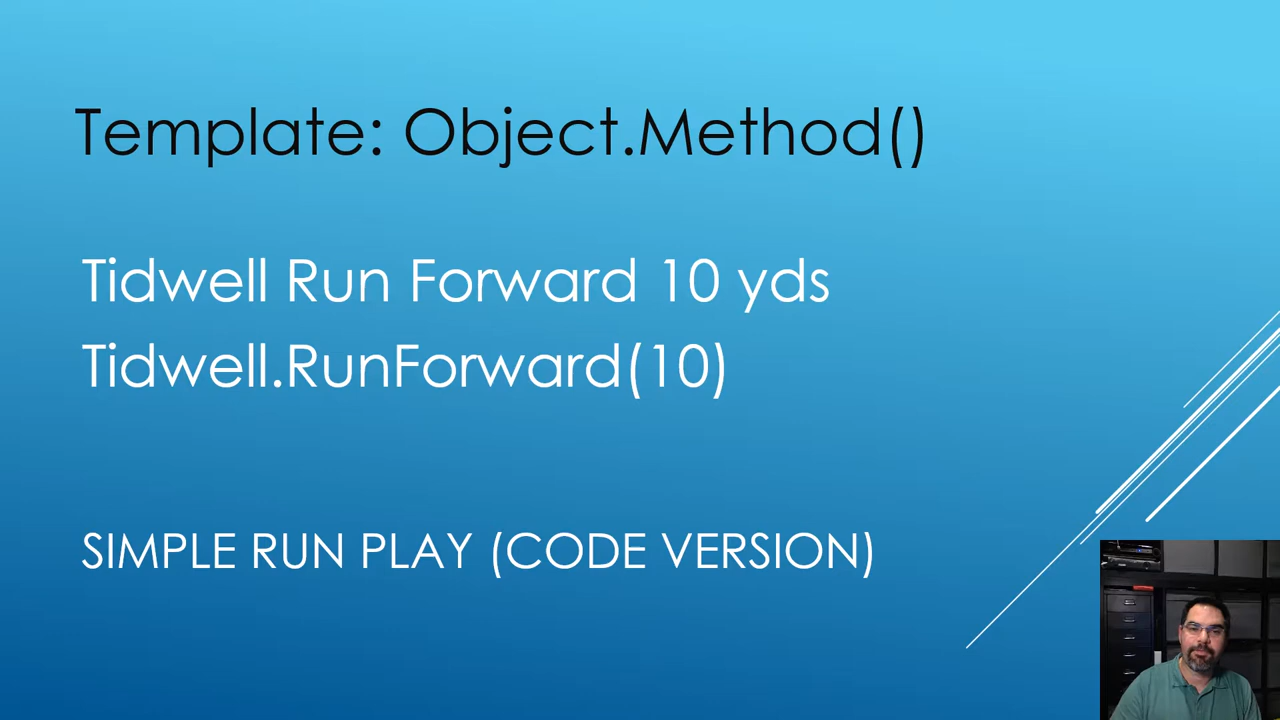 Template: Object.Method()
Tidwell Run Forward 10 yds
Tidwell.RunForward(10)
SIMPLE RUN PLAY (CODE VERSION)